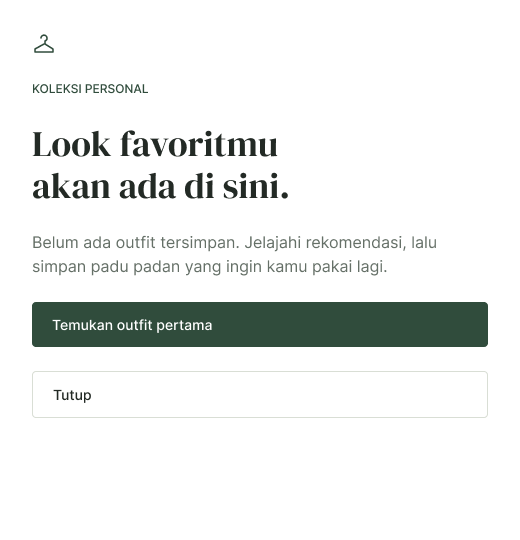 KOLEKSI PERSONAL
Look favoritmu
akan ada di sini.
Belum ada outfit tersimpan. Jelajahi rekomendasi, lalu
simpan padu padan yang ingin kamu pakai lagi.
Temukan outfit pertama
Tutup